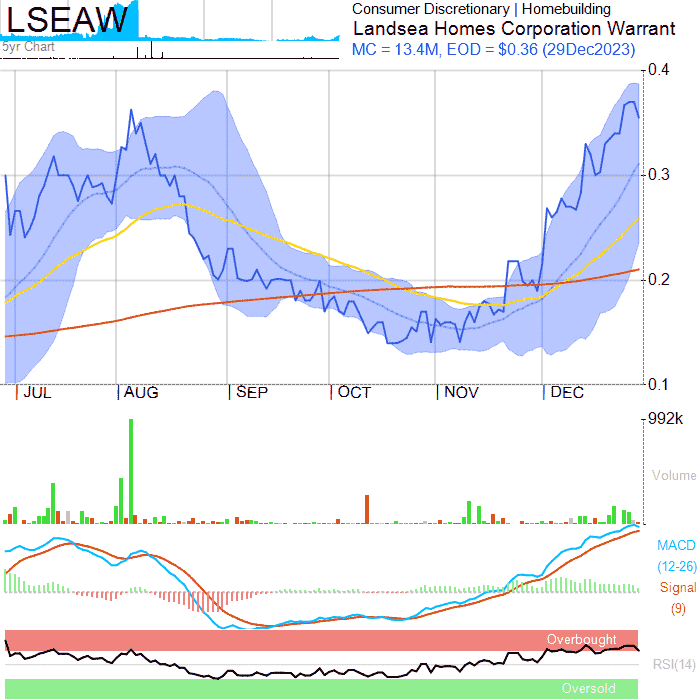 LSEAW
5yr Chart
Consumer Discretionary | Homebuilding
Landsea Homes Corporation Warrant
MC = 13.4M, EOD = $0.36 (29Dec2023)
0.4
0.3
0.2
0.1
JUL AUG SEP OCT NOV DEC
992k
Volume
MACD
(12-26)
Signal
(9)
Overbought
RSI(14)
Oversold